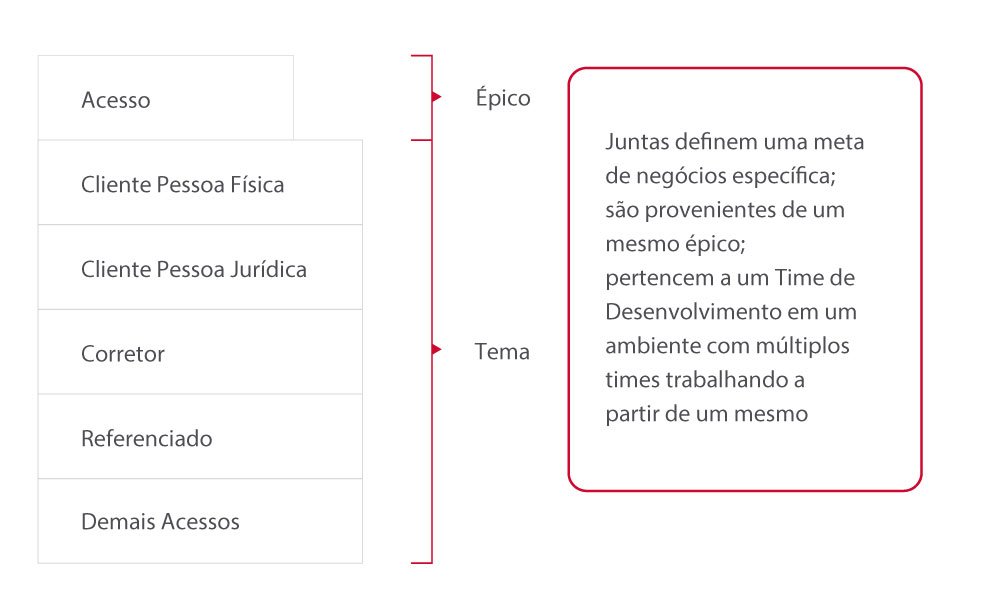 Acesso
Cliente Pessoa Física
Cliente Pessoa Jurídica
Corretor
Referenciado
Demais Acessos
Épico
Tema
Juntas definem uma meta
de negócios específica;
são provenientes de um
mesmo épico;
pertencem a um Time de
Desenvolvimento em um
ambiente com múltiplos
times trabalhando a
partir de um mesmo